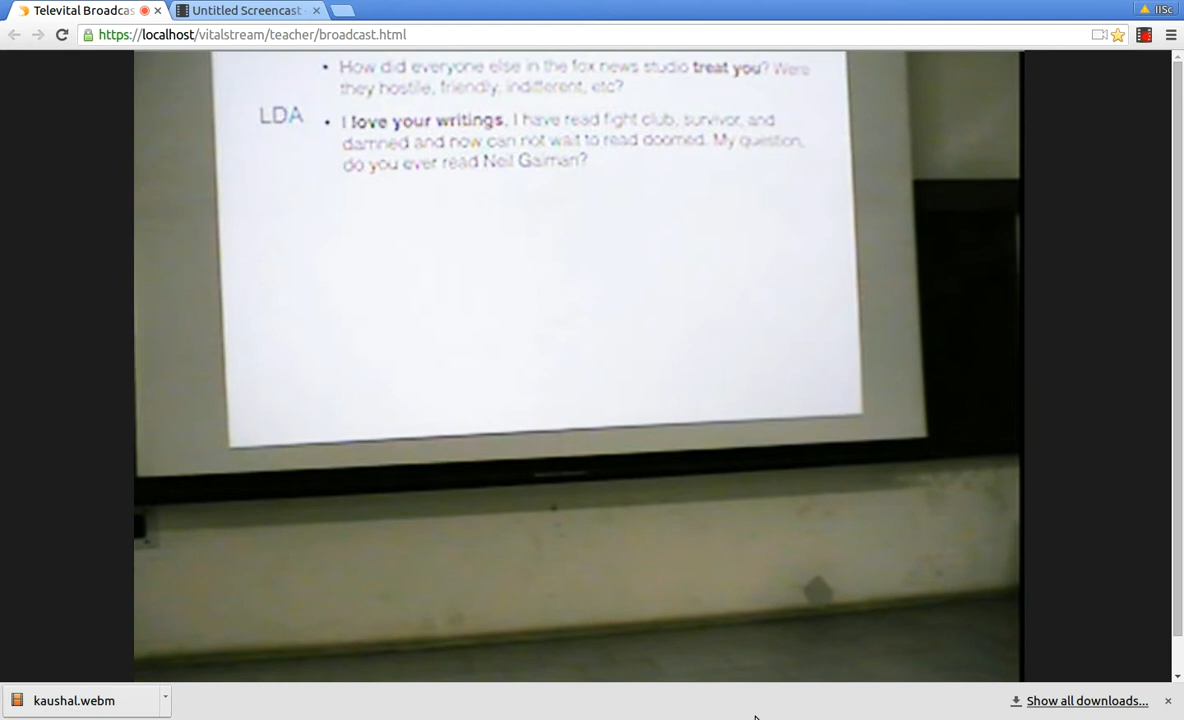 Televital Broadcas
Untitled Screencast
IISc
https://localhost/vitalstream/teacher/broadcast.html
• How did everyone else in the fox news studio treat you? Were
they hostile, friendly, indifferent, etc?
LDA
• I love your writings, I have read fight club, survivor, and
damned and now can not wait to read doomed. My question,
do you ever read Neil Gaiman?
kaushal.webm
Show all downloads...